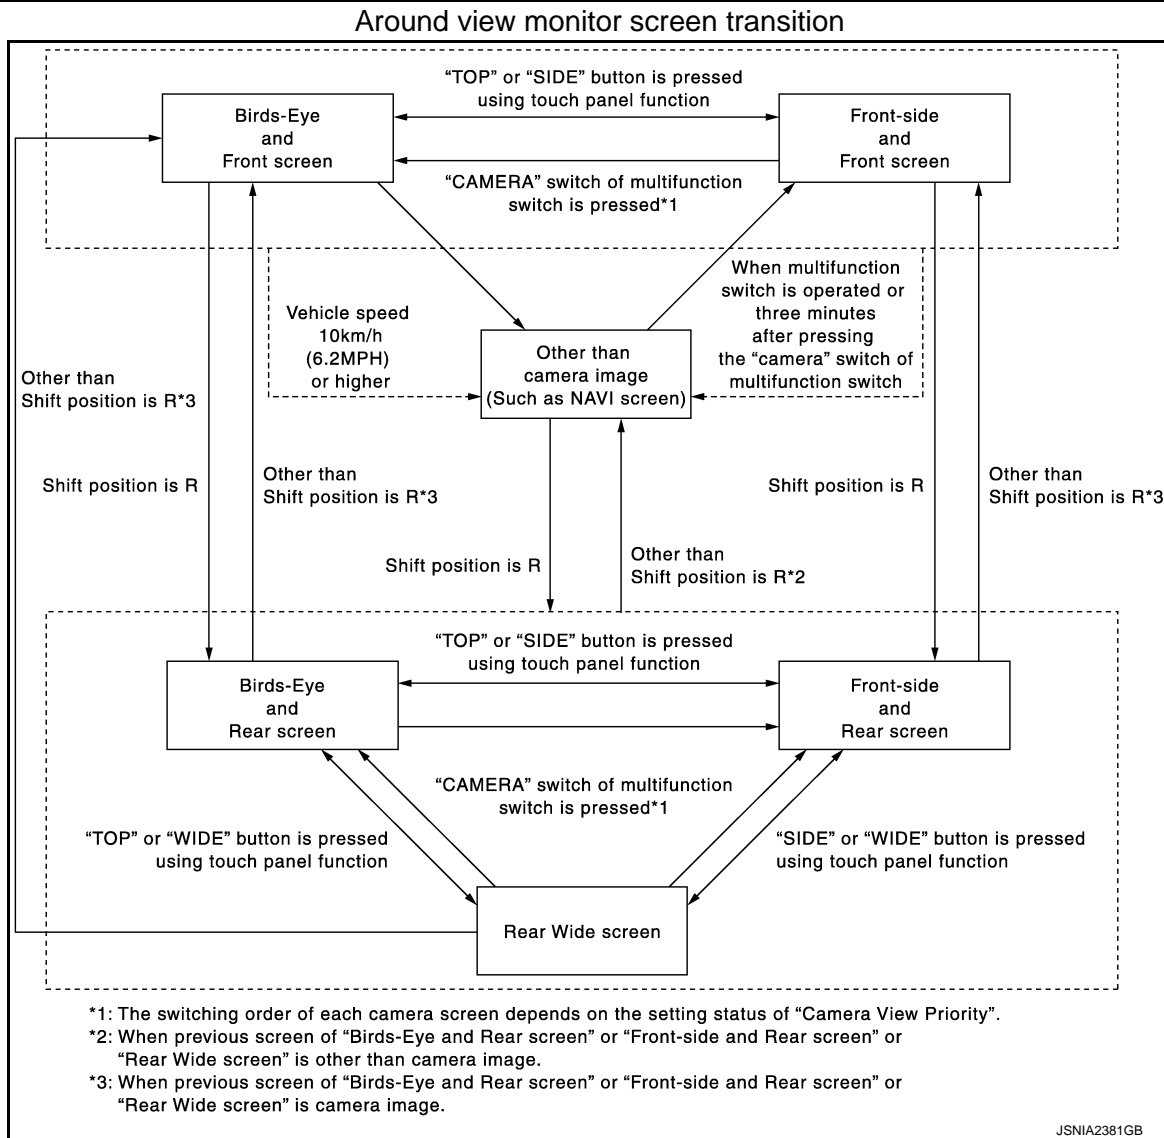 Around view monitor screen transition
“TOP” or “SIDE” button is pressed
using touch panel function
Birds-Eye
and
Front screen
Front-side
and
Front screen
“CAMERA” switch of multifunction
switch is pressed*1
When multifunction
switch is operated or
three minutes
after pressing
the “camera” switch of
multifunction switch
Vehicle speed
10km/h
(6.2MPH)
or higher
Other than
camera image
(Such as NAVI screen)
Other than
Shift position is R*3
Shift position is R
Other than
Shift position is R*3
Shift position is R
Other than
Shift position is R*3
Shift position is R
Other than
Shift position is R*2
“TOP” or “SIDE” button is pressed
using touch panel function
Birds-Eye
and
Rear screen
Front-side
and
Rear screen
“CAMERA” switch of multifunction
switch is pressed*1
“TOP” or “WIDE” button is pressed
using touch panel function
“SIDE” or “WIDE” button is pressed
using touch panel function
Rear Wide screen
*1: The switching order of each camera screen depends on the setting status of “Camera View Priority”.
*2: When previous screen of “Birds-Eye and Rear screen” or “Front-side and Rear screen” or
“Rear Wide screen” is other than camera image.
*3: When previous screen of “Birds-Eye and Rear screen” or “Front-side and Rear screen” or
“Rear Wide screen” is camera image.
JSNIA2381GB